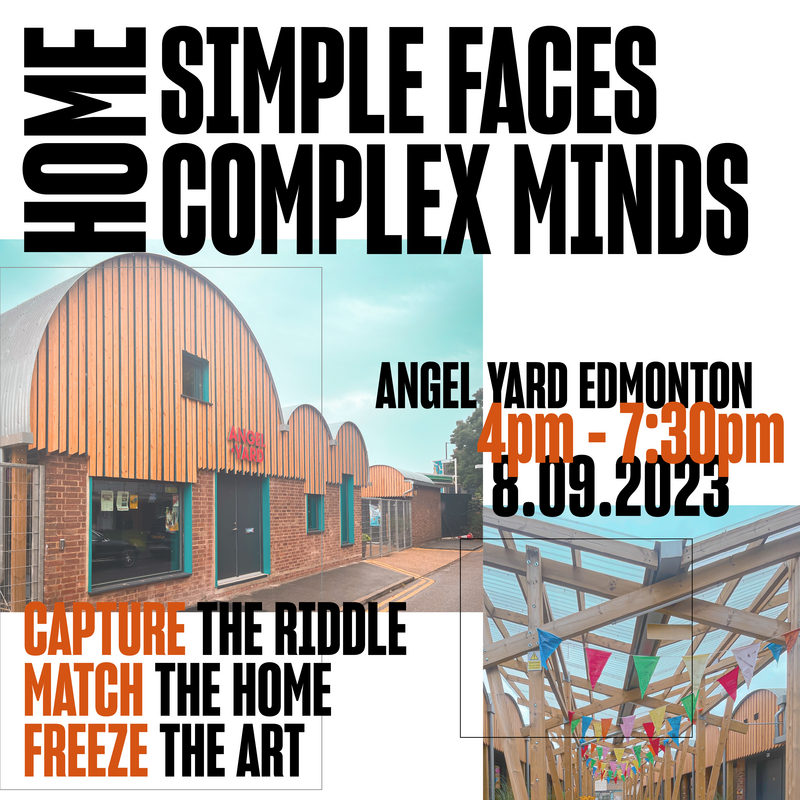 HOME
SIMPLE FACES
COMPLEX MINDS
ANGEL YARD EDMONTON
4pm - 7:30pm
8.09.2023
ANGEL
YARD
CAPTURE THE RIDDLE
MATCH THE HOME
FREEZE THE ART